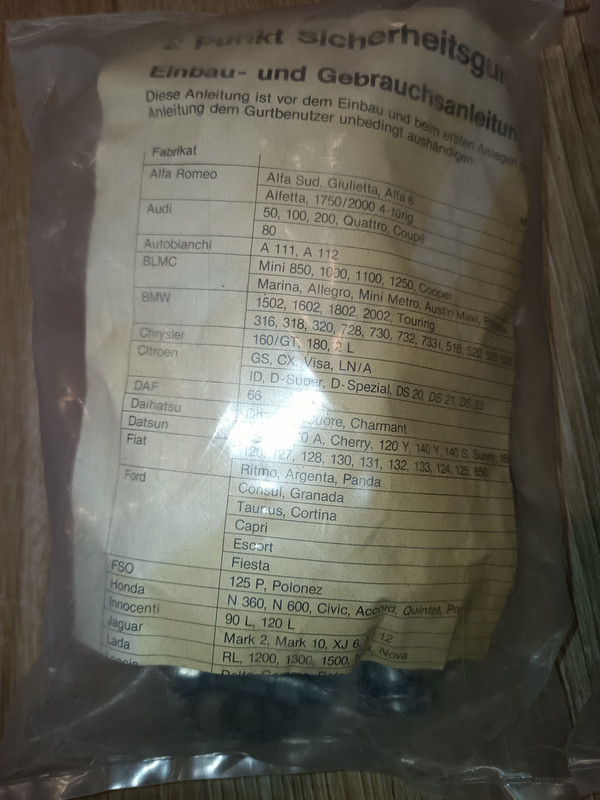 2 punkt Sicherheitsgur
Einbau- und Gebrauchsanleitun
Diese Anleitung ist vor dem Einbau und beim ersten Anlegen
Anleitung dem Gurtbenutzer unbedingt aushändigen.
Fabrikat
Alfa Romeo Alfa Sud, Giulietta, Alfa 6
Alfetta, 1750/2000 4-türig
Audi 50, 100, 200, Quattro, Coupé
80
Autobianchi A 111, A 112
BLMC Mini 850, 1000, 1100, 1250, Cooper
Marina, Allegro, Mini Metro, Austin Maxi,
BMW 1502, 1602, 1802, 2002, Touring
316, 318, 320, 728, 730, 732, 733i, 518, 520
Chrysler 160/GT, 180, 2 L
Citroen GS, CX, Visa, LN/A
ID, D-Super, D-Spezial, DS 20, DS 21, DS 23
DAF 66
Daihatsu Charmant
Datsun A, Cherry, 120 Y, 140 Y, 140 S,
Fiat 127, 128, 130, 131, 132, 133, 124, 125, 850
Ritmo, Argenta, Panda
Ford Consul, Granada
Taunus, Cortina
Capri
Escort
Fiesta
FSO 125 P, Polonez
Honda N 360, N 600, Civic, Accord, Quintet,
Innocenti 90 L, 120 L
Jaguar Mark 2, Mark 10, XJ 6, 12
Lada RL, 1200, 1300, 1500, Nova